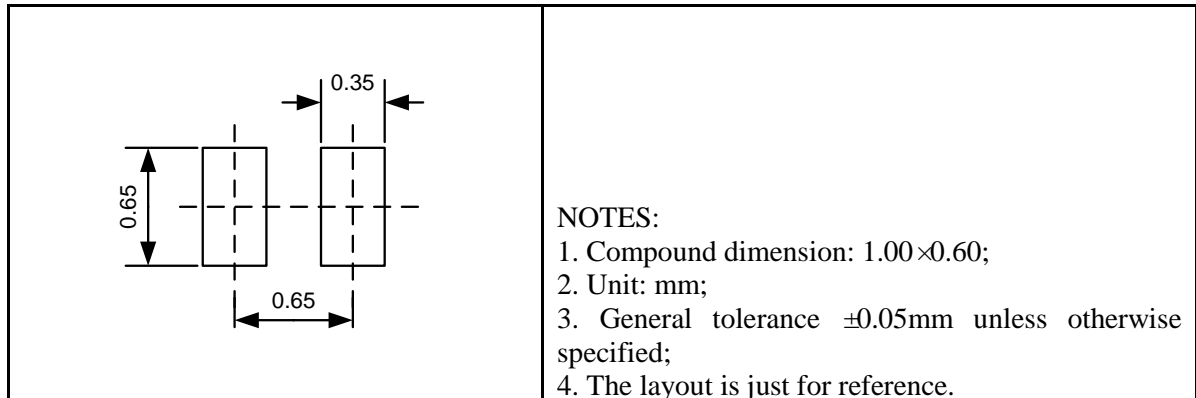 0.35
0.65
0.65
NOTES:
1. Compound dimension: 1.00×0.60;
2. Unit: mm;
3. General tolerance ±0.05mm unless otherwise
specified;
4. The layout is just for reference.